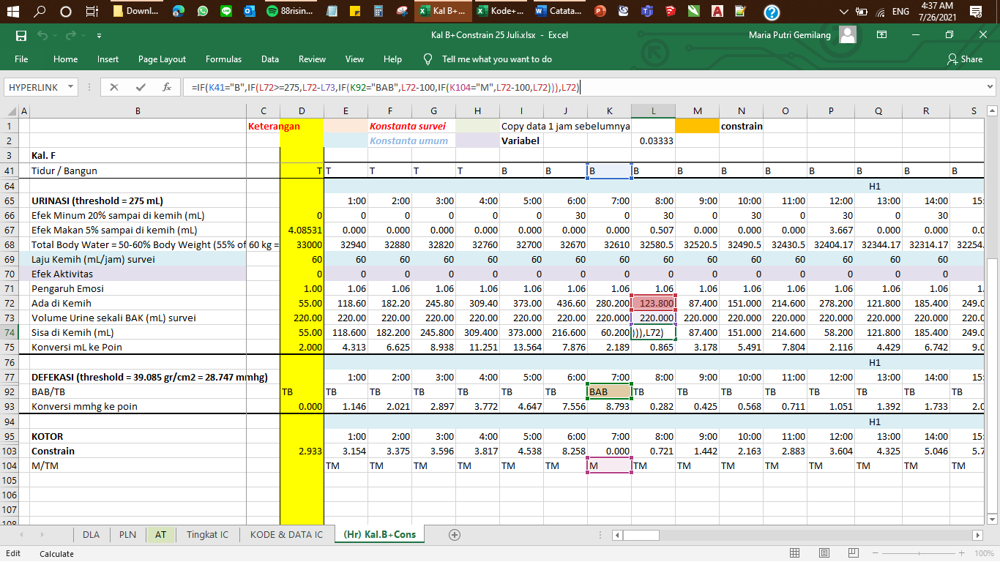 Downl... 88risin... Kal B+... Kode+... Catata... ENG 4:37 AM
7/26/2021
Kal B+Constrain 25 Juli.xlsx - Excel Maria Putri Gemilang
File Home Insert Page Layout Formulas Data Review View Help Tell me what you want to do Share
HYPERLINK fx =IF(K41="B",IF(L72>=275,L72-L73,IF(K92="BAB",L72-100,IF(K104="M",L72-100,L72))),L72)
A B C D E F G H I J K L M N O P Q R S
1 Keterangan Konstanta survei Copy data 1 jam sebelumnya constrain
2 Konstanta umum Variabel 0.03333
3 Kal. F
41 Tidur / Bangun T T T T T B B B B B B B B B B B
64 H1
65 URINASI (threshold = 275 mL) 1:00 2:00 3:00 4:00 5:00 6:00 7:00 8:00 9:00 10:00 11:00 12:00 13:00 14:00 15:
66 Efek Minum 20% sampai di kemih (mL) 0 0 0 0 0 0 30 0 30 0 30 0 30 0 30
67 Efek Makan 5% sampai di kemih (mL) 4.08531 0.000 0.000 0.000 0.000 0.000 0.000 0.000 0.507 0.000 0.000 0.000 3.667 0.000 0.000 0.0
68 Total Body Water = 50-60% Body Weight (55% of 60 kg = 33000 32940 32880 32820 32760 32700 32670 32610 32580.5 32520.5 32490.5 32430.5 32404.17 32344.17 32314.17 32254.
69 Laju Kemih (mL/jam) survei 60 60 60 60 60 60 60 60 60 60 60 60 60 60 60
70 Efek Aktivitas 0 0 0 0 0 0 0 0 0 0 0 0 0 0 0
71 Pengaruh Emosi 1.00 1.06 1.06 1.06 1.06 1.06 1.06 1.06 1.06 1.06 1.06 1.06 1.06 1.06 1.06 1.
72 Ada di Kemih 55.00 118.60 182.20 245.80 309.40 373.00 436.60 280.200 123.800 87.400 151.000 214.600 278.200 121.800 185.400 249.0
73 Volume Urine sekali BAK (mL) survei 220.00 220.00 220.00 220.00 220.00 220.00 220.00 220.000 220.000 220.000 220.000 220.000 220.000 220.000 220.000 220.0
74 Sisa di Kemih (mL) 55.00 118.600 182.200 245.800 309.400 373.000 216.600 60.200 ))),L72) 87.400 151.000 214.600 58.200 121.800 185.400 249.0
75 Konversi mL ke Poin 2.000 4.313 6.625 8.938 11.251 13.564 7.876 2.189 0.865 3.178 5.491 7.804 2.116 4.429 6.742 9.0
76 H1
77 DEFEKASI (threshold = 39.085 gr/cm2 = 28.747 mmhg) 1:00 2:00 3:00 4:00 5:00 6:00 7:00 8:00 9:00 10:00 11:00 12:00 13:00 14:00 15:
92 BAB/TB TB TB TB TB TB TB TB BAB TB TB TB TB TB TB TB TB
93 Konversi mmhg ke poin 0.000 1.146 2.021 2.897 3.772 4.647 7.556 8.793 0.282 0.425 0.568 0.711 1.051 1.392 1.733 2.0
94 H1
95 KOTOR 1:00 2:00 3:00 4:00 5:00 6:00 7:00 8:00 9:00 10:00 11:00 12:00 13:00 14:00 15:
103 Constrain 2.933 3.154 3.375 3.596 3.817 4.538 8.258 0.000 0.721 1.442 2.163 2.883 3.604 4.325 5.046 5.7
104 M/TM TM TM TM TM TM TM M TM TM TM TM TM TM TM TM
105
106
107
108
DLA PLN AT Tingkat IC KODE & DATA IC (Hr) Kal.B+Cons
Edit Calculate 100%